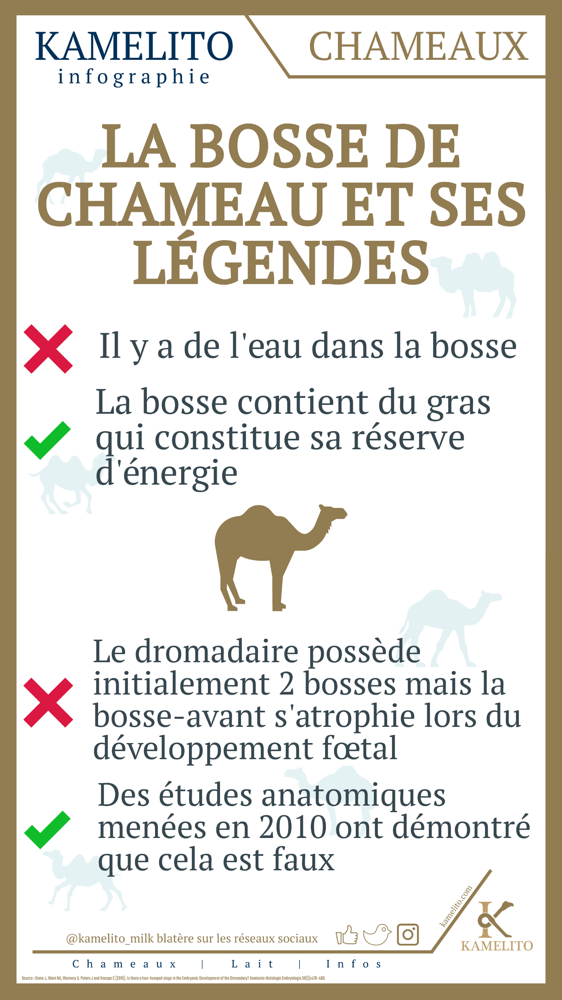 KAMELITO
infographie
CHAMEAUX
LA BOSSE DE
CHAMEAU ET SES
LÉGENDES
Il y a de l'eau dans la bosse
La bosse contient du gras
qui constitue sa réserve
d'énergie
Le dromadaire possède
initialement 2 bosses mais la
bosse-avant s'atrophie lors du
développement fœtal
Des études anatomiques
menées en 2010 ont démontré
que cela est faux
kamelito.com
@kamelito_milk blatère sur les réseaux sociaux
KAMELITO
Chameaux | Lait | Infos
Source : Kinne J, Wani NA, Wernery U, Peters J and Knospe C (2010). Is there a two-humped stage in the Embryonic Development of the Dromedary? Anatomia Histologia Embryologia 39(5):479-480.